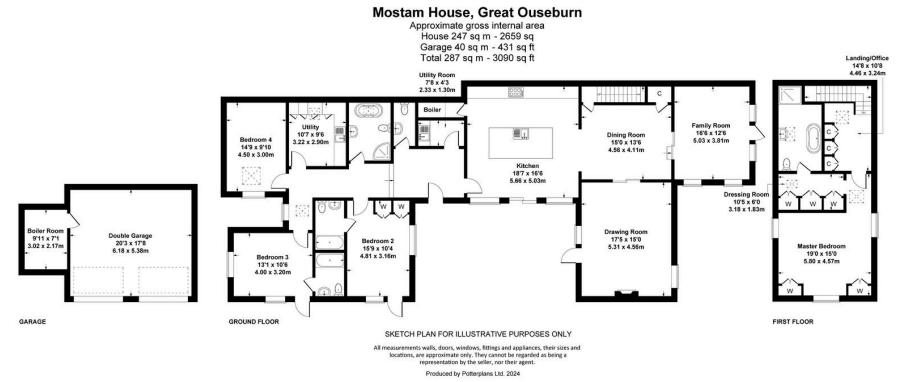 Mostam House, Great Ouseburn
Approximate gross internal area
House 247 sq m - 2659 sq
Garage 40 sq m - 431 sq ft
Total 287 sq m - 3090 sq ft
Utility Room
7'8 x 4'3
2.33 x 1.30m
Landing/Office
14'8 x 10'8
4.46 x 3.24m
Boiler
C
Bedroom 4
14'9 x 9'10
4.50 x 3.00m
Utility
10'7 x 9'6
3.22 x 2.90m
Kitchen
18'7 x 16'6
5.66 x 5.03m
Dining Room
15'0 x 13'6
4.56 x 4.11m
Family Room
16'6 x 12'6
5.03 x 3.81m
C
C
C
Dressing Room
10'5 x 6'0
3.18 x 1.83m
W
W
W
W
W
Boiler Room
9'11 x 7'1
3.02 x 2.17m
Double Garage
20'3 x 17'8
6.18 x 5.38m
Bedroom 3
13'1 x 10'6
4.00 x 3.20m
Bedroom 2
15'9 x 10'4
4.81 x 3.16m
Drawing Room
17'5 x 15'0
5.31 x 4.56m
Master Bedroom
19'0 x 15'0
5.80 x 4.57m
W
W
GARAGE
GROUND FLOOR
FIRST FLOOR
SKETCH PLAN FOR ILLUSTRATIVE PURPOSES ONLY
All measurements walls, doors, windows, fittings and appliances, their sizes and
locations, are approximate only. They cannot be regarded as being a
representation by the seller, nor their agent.
Produced by Potterplans Ltd. 2024